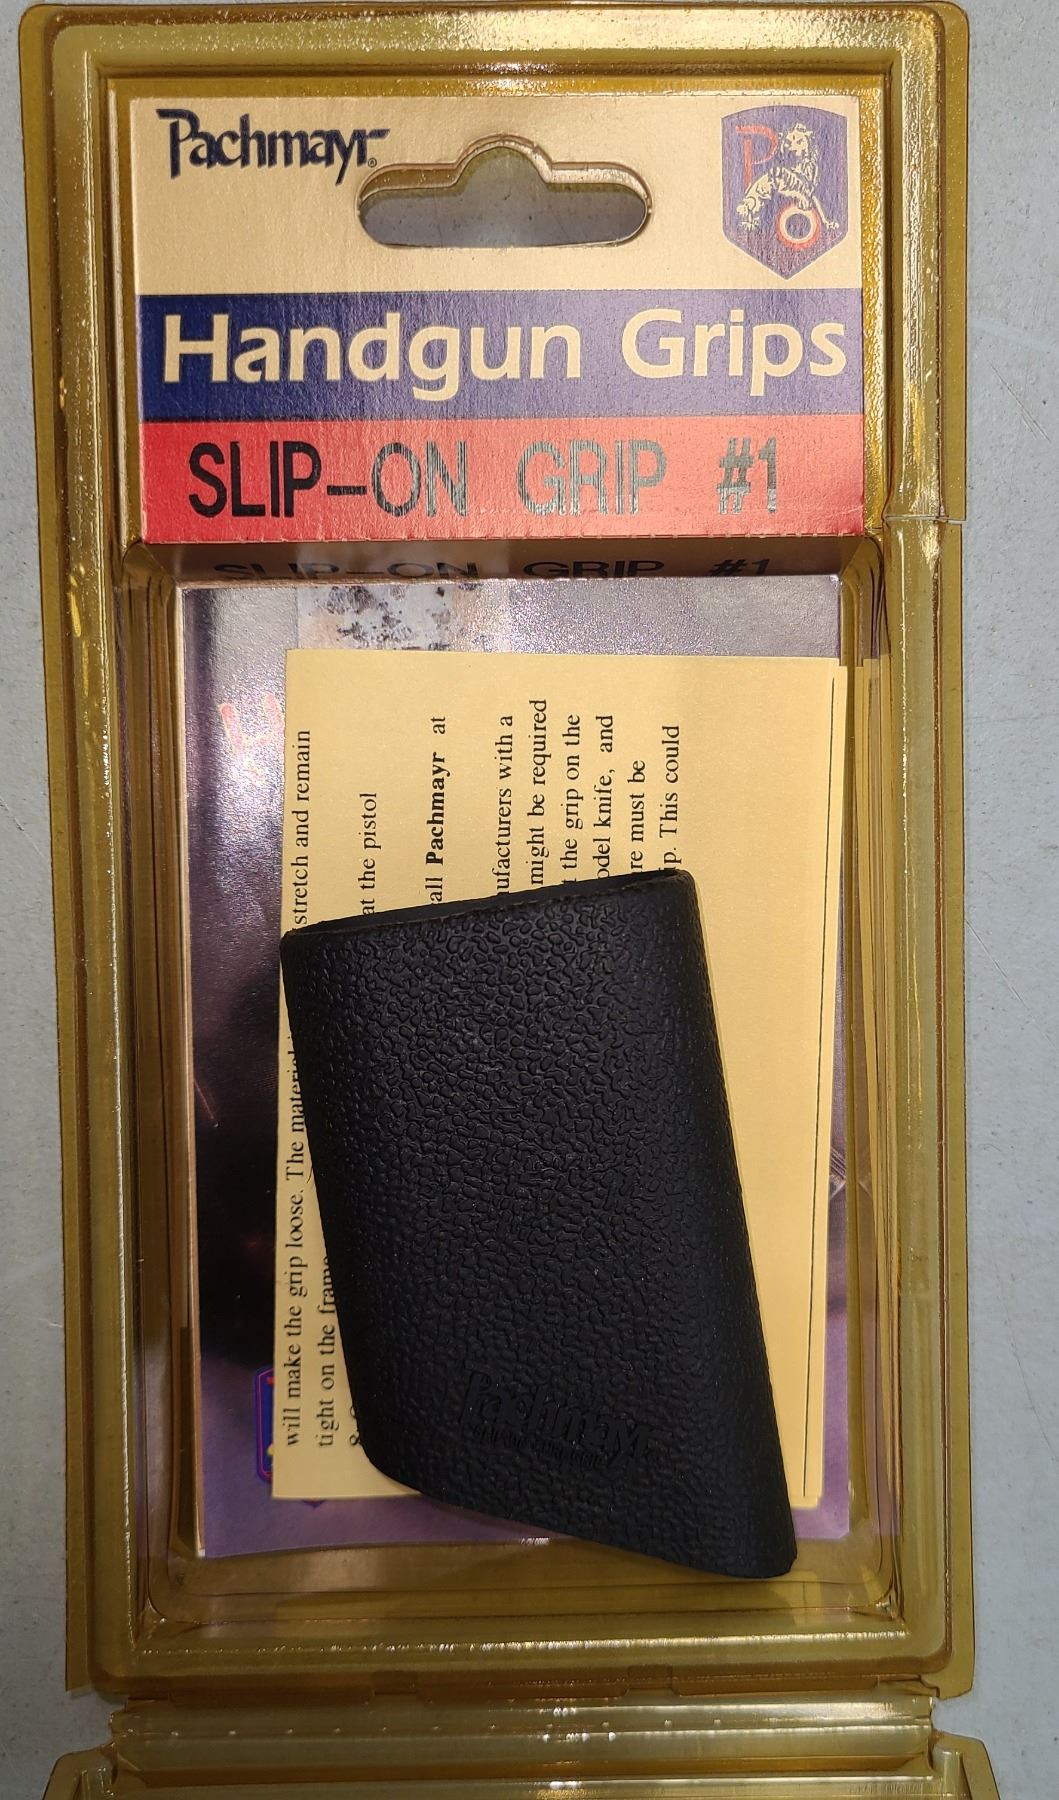 Pachmayr®
P
Handgun Grips
SLIP-ON GRIP #1
SLIP-ON GRIP #1
will make the grip loose. The material stretch and remain
tight on the frame
at the pistol
all Pachmayr at
ufacturers with a
might be required
the grip on the
odel knife, and
re must be
ip. This could
Pachmayr